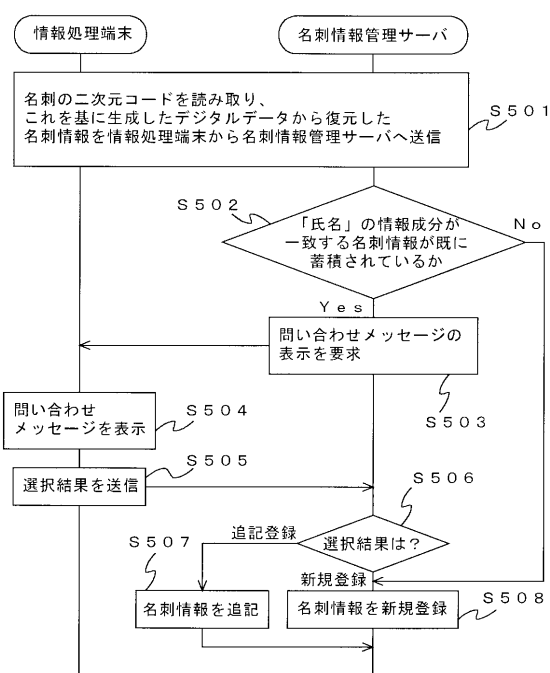 情報処理端末
名刺情報管理サーバ
名刺の二次元コードを読み取り、
これを基に生成したデジタルデータから復元した
名刺情報を情報処理端末から名刺情報管理サーバへ送信
S501
S502
「氏名」の情報成分が
一致する名刺情報が既に
蓄積されているか
No
Yes
問い合わせメッセージの
表示を要求
S503
問い合わせ
メッセージを表示
S504
S505
選択結果を送信
S506
選択結果は?
追記登録
S507
新規登録
名刺情報を追記
名刺情報を新規登録
S508